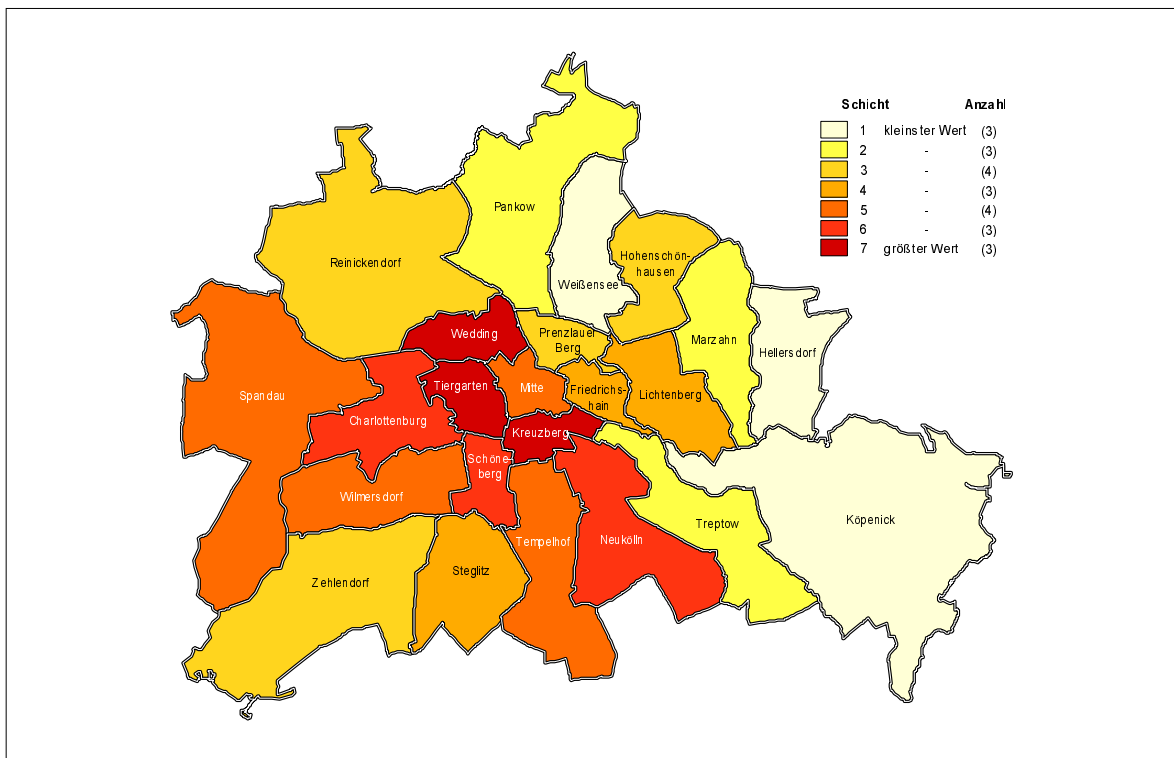 Schicht Anzahl
1 kleinster Wert (3)
2 - (3)
3 - (4)
4 - (3)
5 - (4)
6 - (3)
7 größter Wert (3)
Pankow
Reinickendorf
Hohenschön-
hausen
Weißensee
Wedding
Prenzlauer
Berg
Marzahn
Hellersdorf
Spandau
Tiergarten
Mitte
Friedrichs-
hain
Lichtenberg
Charlottenburg
Kreuzberg
Schöne-
berg
Wilmersdorf
Treptow
Köpenick
Tempelhof
Neukölln
Zehlendorf
Steglitz